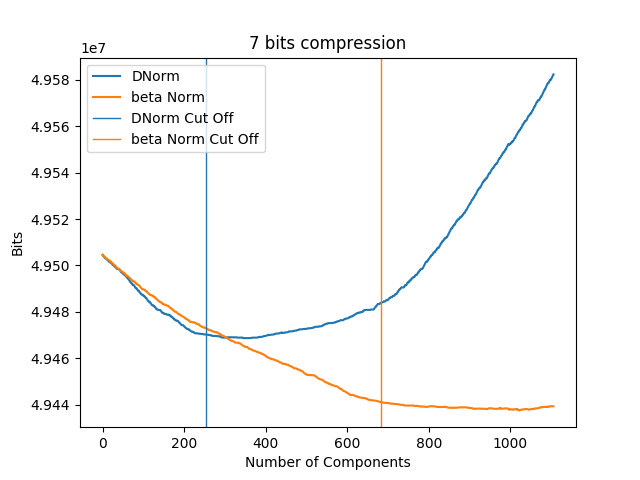 7 bits compression
1e7
4.958
4.956
4.954
4.952
4.950
4.948
4.946
4.944
Bits
DNorm
beta Norm
DNorm Cut Off
beta Norm Cut Off
0 200 400 600 800 1000
Number of Components